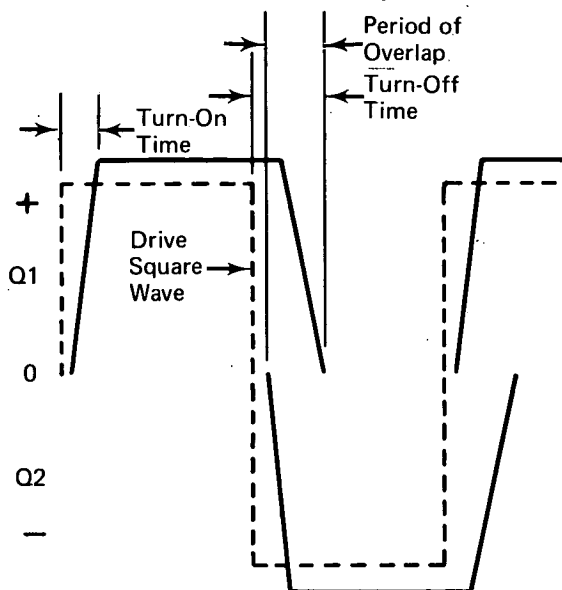 Period of
Overlap
Turn-Off
Time
Turn-On
Time
+
Drive
Square
Wave
Q1
0
Q2
−